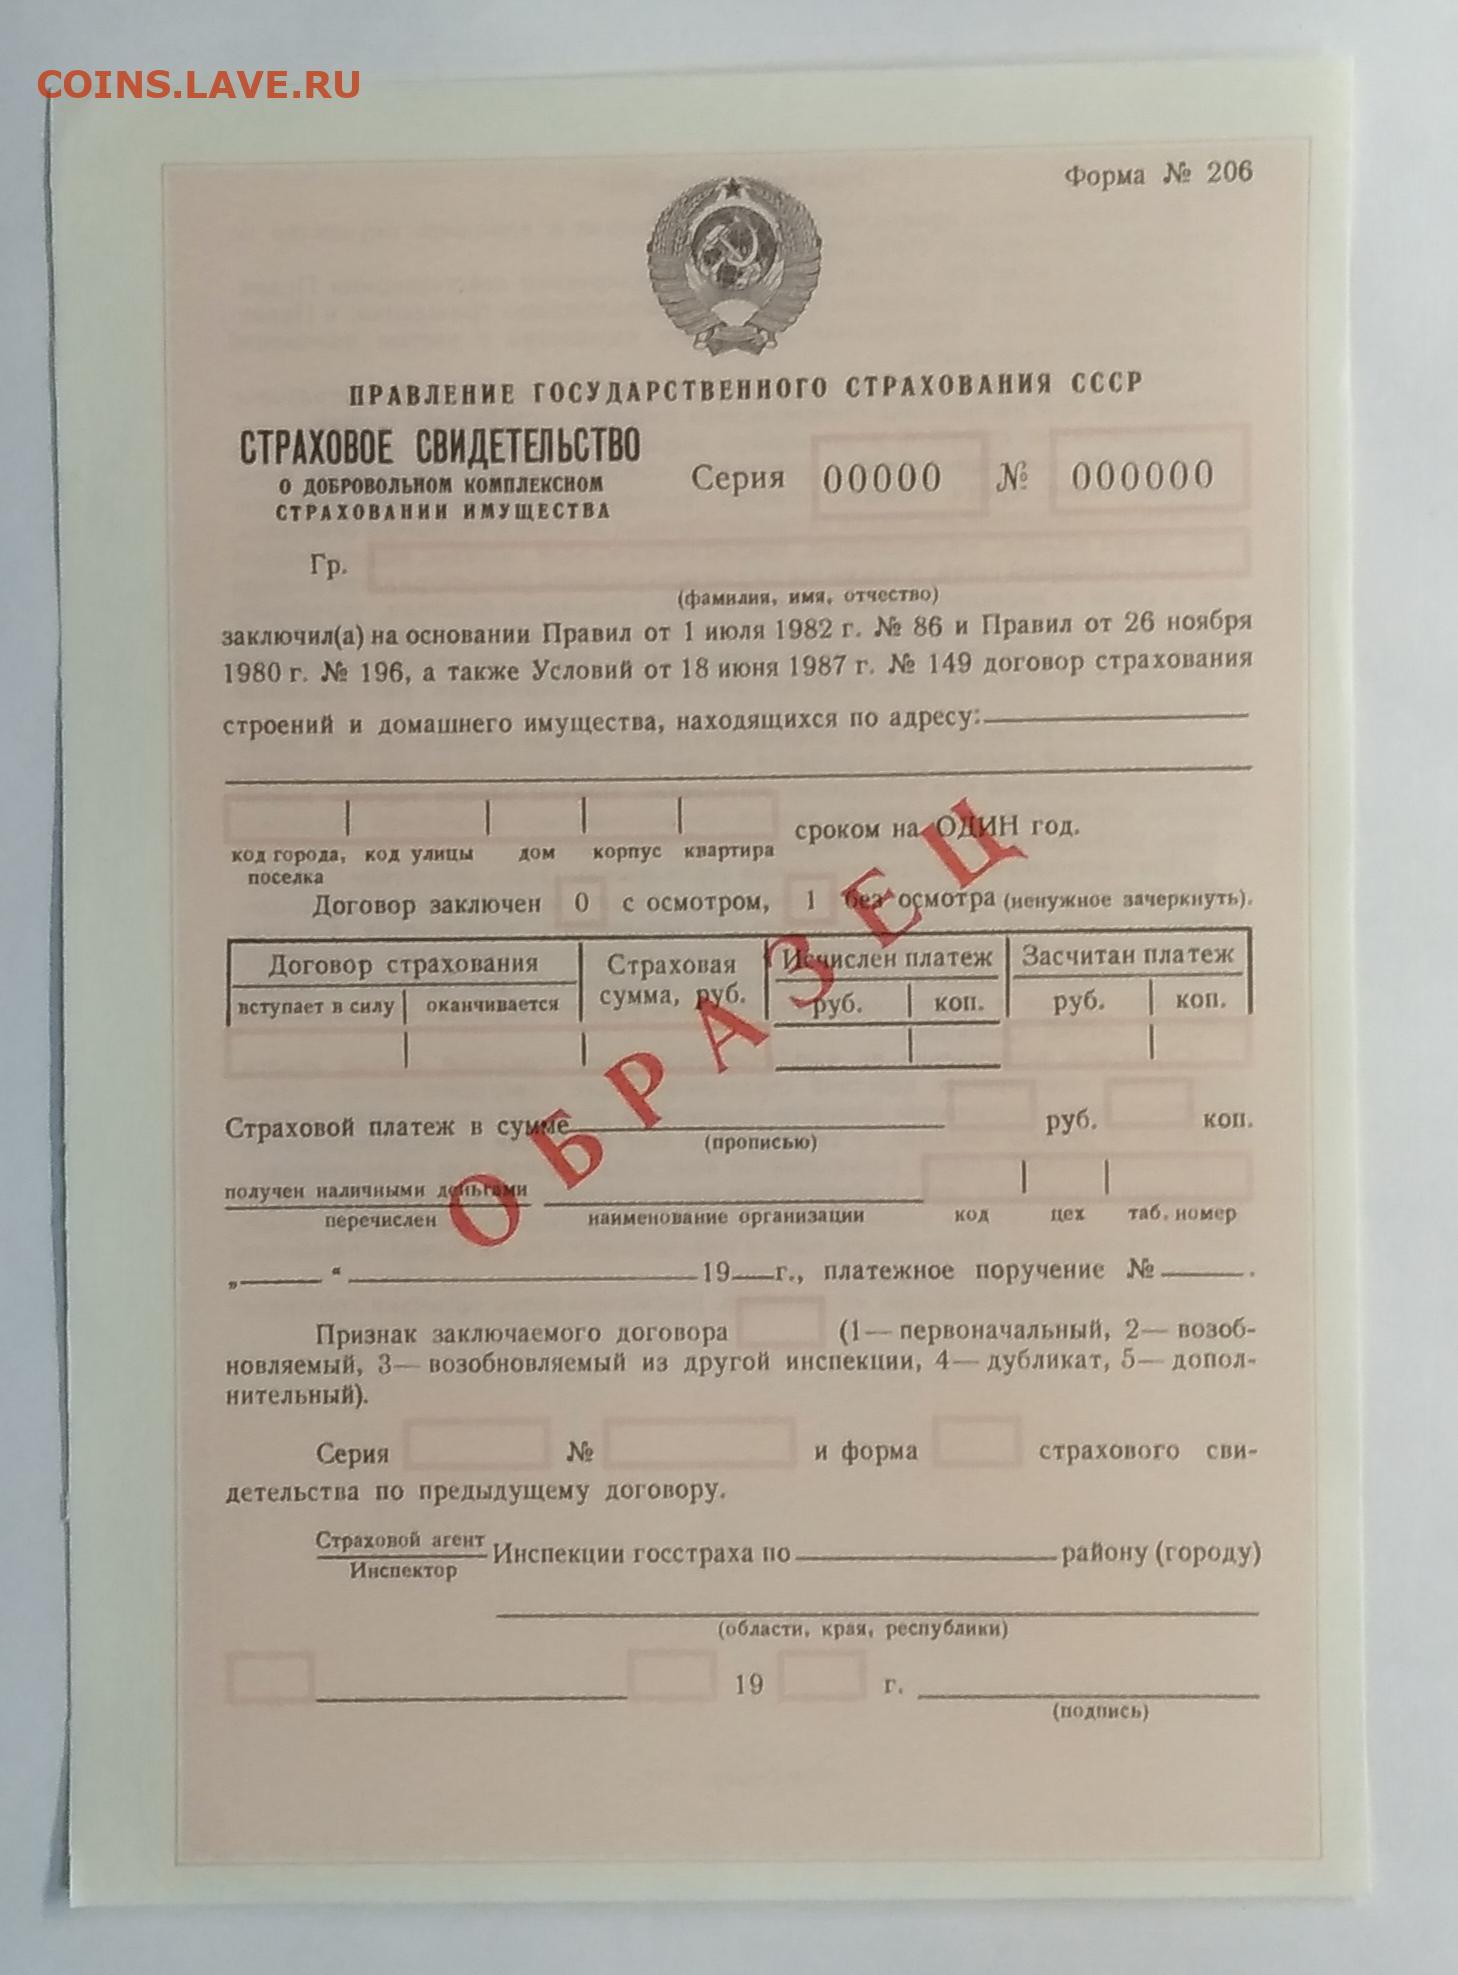 COINS.LAVE.RU
Форма № 206
ПРАВЛЕНИЕ ГОСУДАРСТВЕННОГО СТРАХОВАНИЯ СССР
СТРАХОВОЕ СВИДЕТЕЛЬСТВО
О ДОБРОВОЛЬНОМ КОМПЛЕКСНОМ
СТРАХОВАНИИ ИМУЩЕСТВА
Серия 00000 № 000000
Гр.
(фамилия, имя, отчество)
заключил(а) на основании Правил от 1 июля 1982 г. № 86 и Правил от 26 ноября
1980 г. № 196, а также Условий от 18 июня 1987 г. № 149 договор страхования
строений и домашнего имущества, находящихся по адресу:
сроком на ОДИН год.
код города, код улицы дом корпус квартира
поселка
Договор заключен 0 с осмотром, 1 без осмотра (ненужное зачеркнуть).
Договор страхования Страховая Исчислен платеж Засчитан платеж
вступает в силу оканчивается сумма, руб. руб. коп. руб. коп.
Страховой платеж в сумме руб. коп.
(прописью)
получен наличными деньгами
перечислен наименование организации код цех таб. номер
„ “ 19 г., платежное поручение № .
Признак заключаемого договора (1— первоначальный, 2— возоб-
новляемый, 3— возобновляемый из другой инспекции, 4— дубликат, 5— допол-
нительный).
Серия № и форма страхового сви-
детельства по предыдущему договору.
Страховой агент
Инспектор
Инспекции госстраха по району (городу)
(области, края, республики)
19 г.
(подпись)
ОБРАЗЕЦ